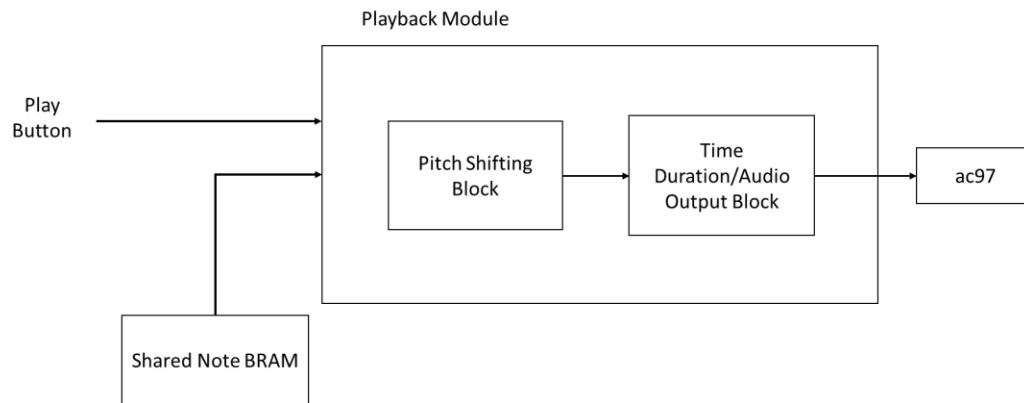 Playback Module
Play
Button
Pitch Shifting
Block
Time
Duration/Audio
Output Block
ac97
Shared Note BRAM